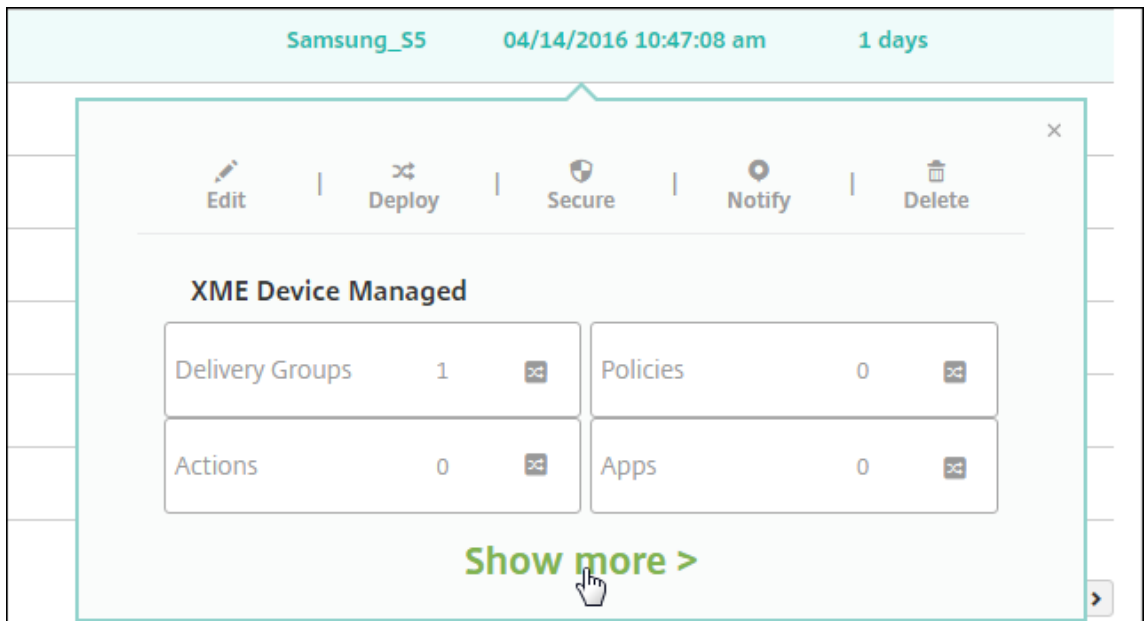 Samsung_S5 04/14/2016 10:47:08 am 1 days
×
Edit | Deploy | Secure | Notify | Delete
XME Device Managed
Delivery Groups 1 Policies 0
Actions 0 Apps 0
Show more >
>